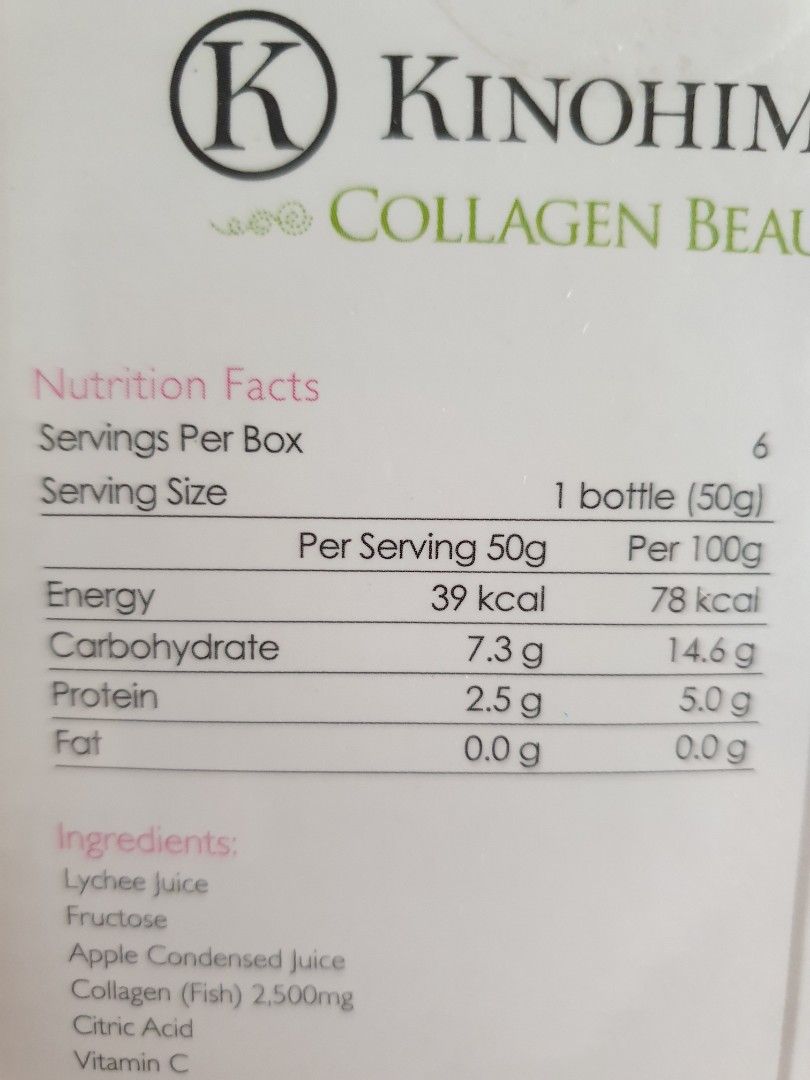 K KINOHIM
COLLAGEN BEAU
Nutrition Facts
Servings Per Box 6
Serving Size 1 bottle (50g)
Per Serving 50g Per 100g
Energy 39 kcal 78 kcal
Carbohydrate 7.3 g 14.6 g
Protein 2.5 g 5.0 g
Fat 0.0 g 0.0 g
Ingredients:
Lychee Juice
Fructose
Apple Condensed Juice
Collagen (Fish) 2,500mg
Citric Acid
Vitamin C